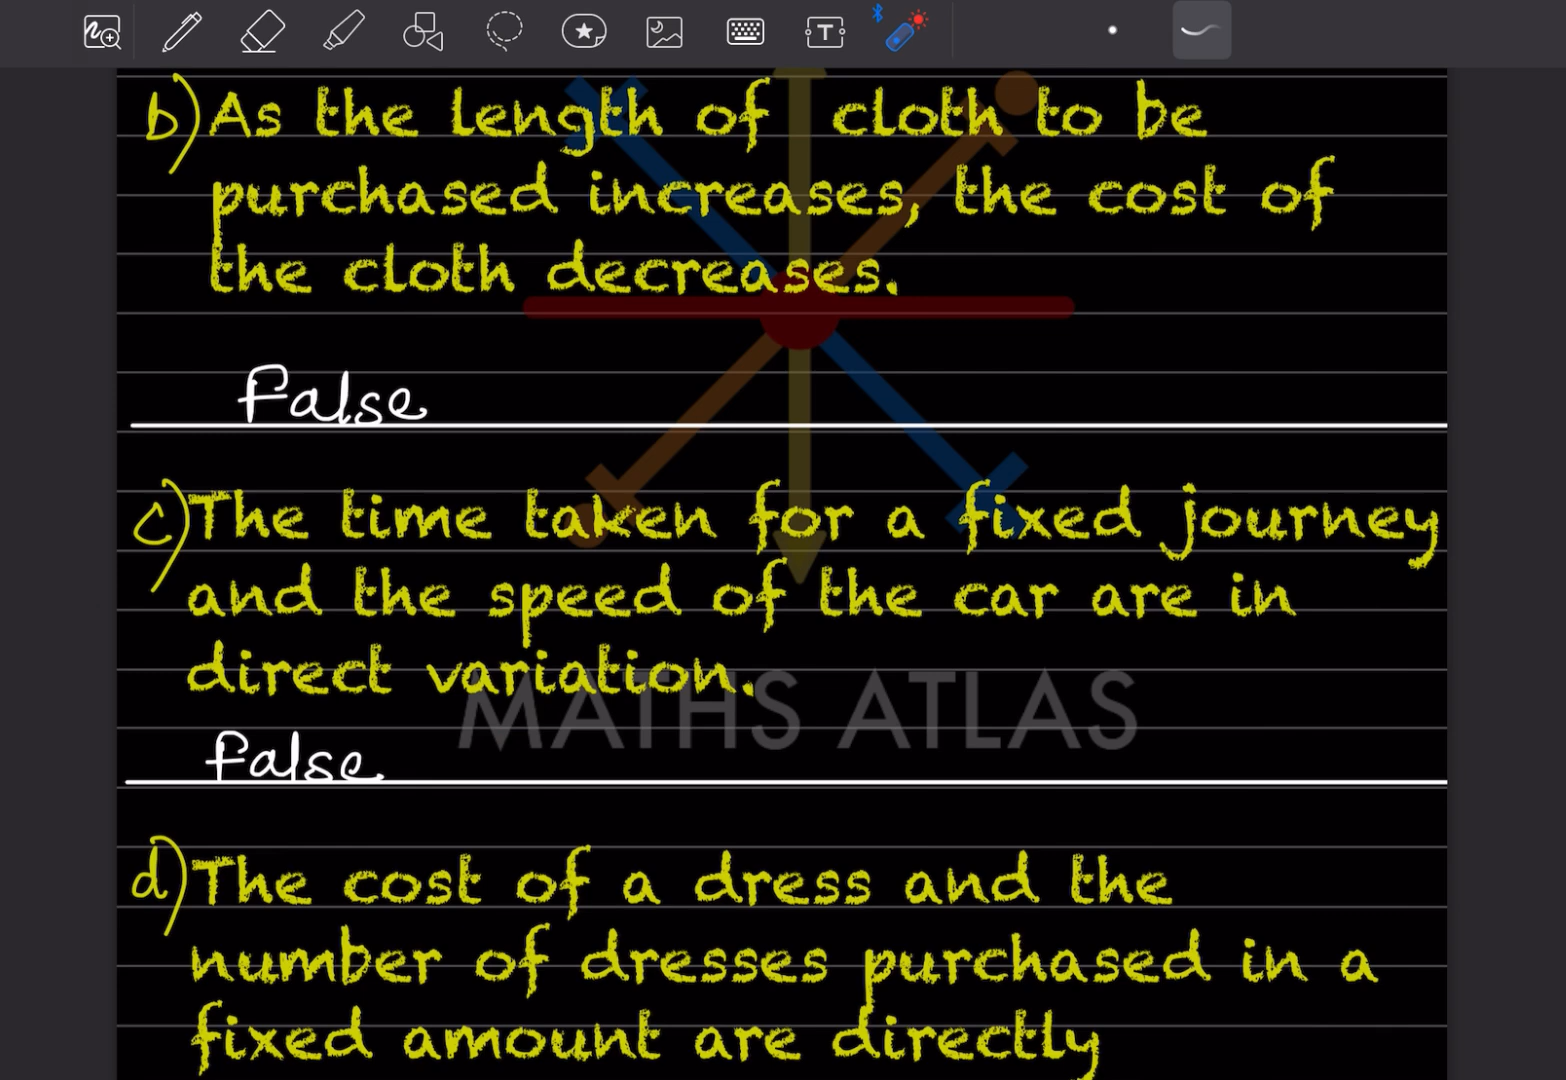 b) As the length of cloth to be
purchased increases, the cost of
the cloth decreases.
False
c) The time taken for a fixed journey
and the speed of the car are in
direct variation.
MATHS ATLAS
False
d) The cost of a dress and the
number of dresses purchased in a
fixed amount are directly